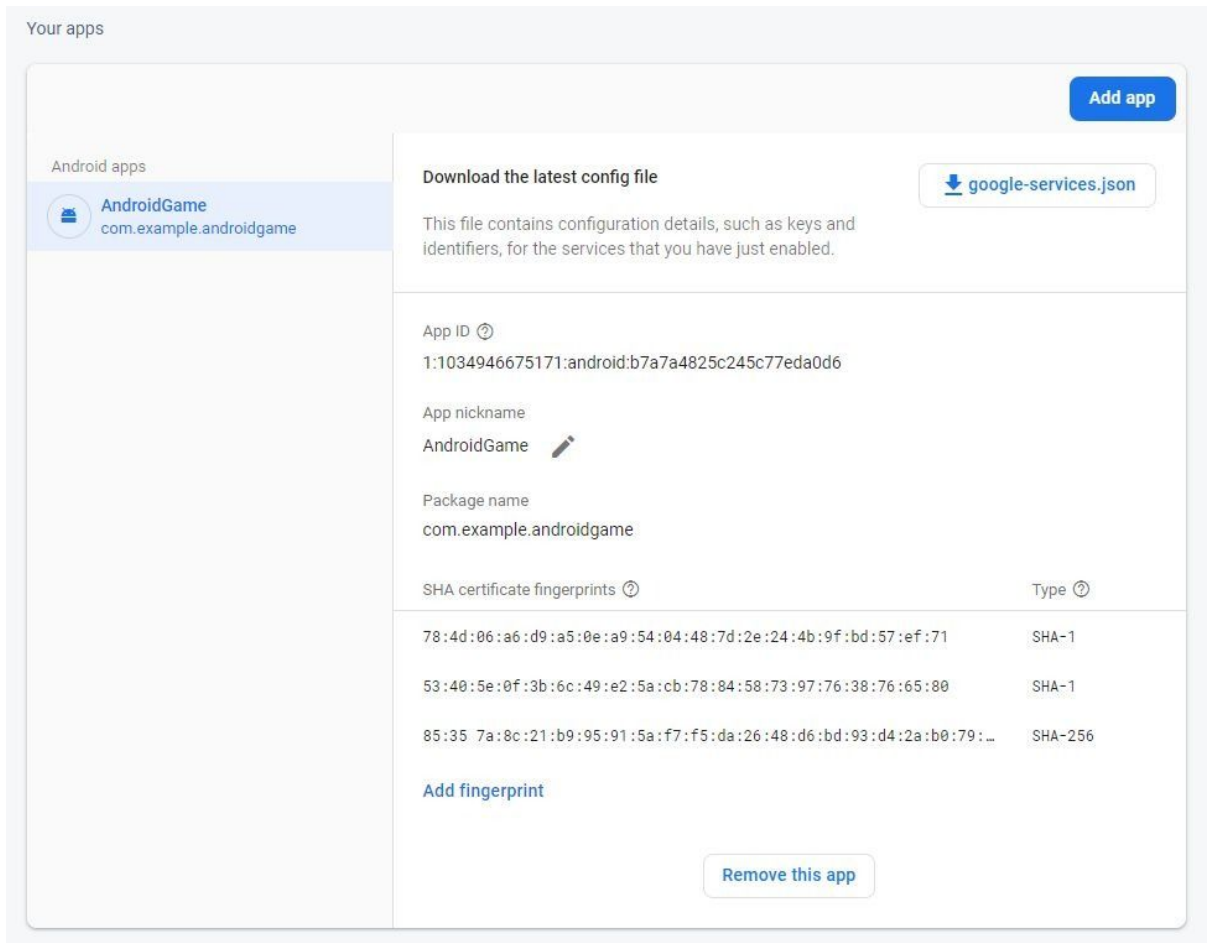 Your apps
Add app
Android apps
AndroidGame
com.example.androidgame
Download the latest config file
google-services.json
This file contains configuration details, such as keys and
identifiers, for the services that you have just enabled.
App ID
1:1034946675171:android:b7a7a4825c245c77eda0d6
App nickname
AndroidGame
Package name
com.example.androidgame
SHA certificate fingerprints Type
78:4d:06:a6:d9:a5:0e:a9:54:04:48:7d:2e:24:4b:9f:bd:57:ef:71 SHA-1
53:40:5e:0f:3b:6c:49:e2:5a:cb:78:84:58:73:97:76:38:76:65:80 SHA-1
85:35 7a:8c:21:b9:95:91:5a:f7:f5:da:26:48:d6:bd:93:d4:2a:b0:79:… SHA-256
Add fingerprint
Remove this app